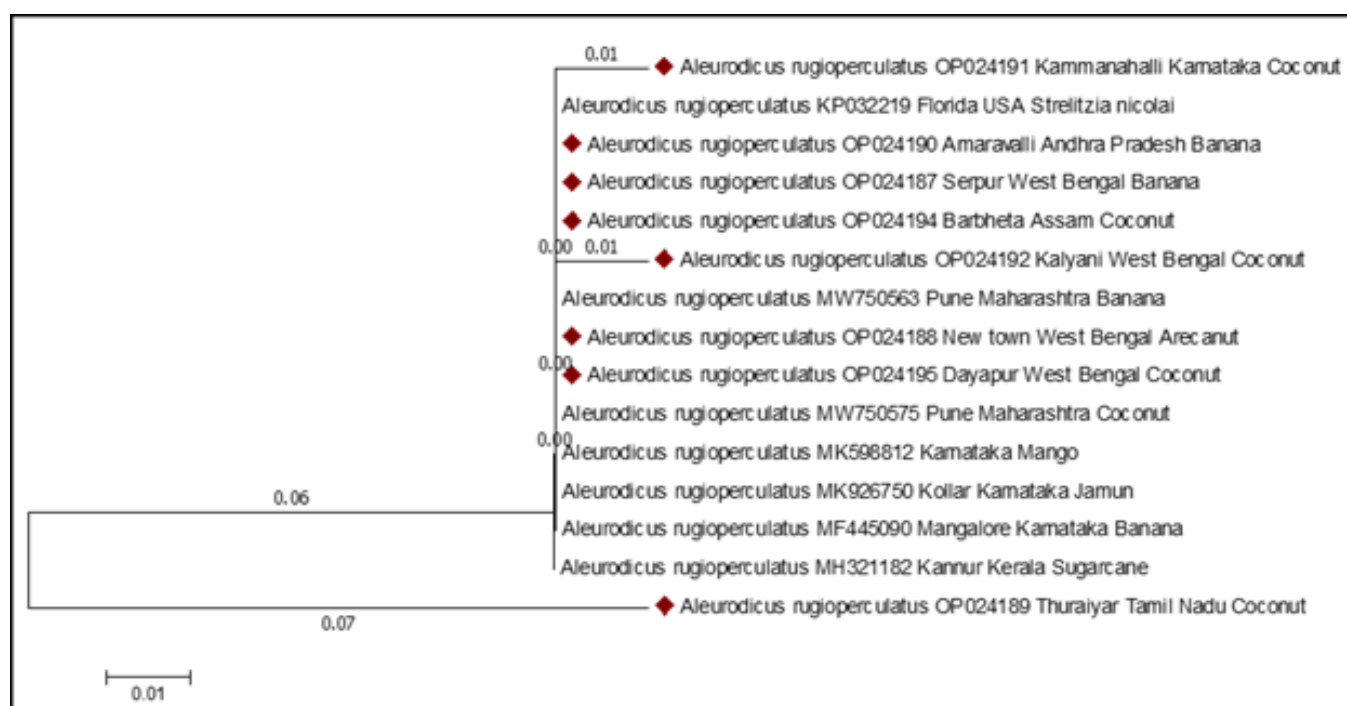 0.01
Aleurodicus rugioperculatus OP024191 Kammanahalli Karnataka Coconut
Aleurodicus rugioperculatus KP032219 Florida USA Strelitzia nicolai
Aleurodicus rugioperculatus OP024190 Amaravalli Andhra Pradesh Banana
Aleurodicus rugioperculatus OP024187 Serpur West Bengal Banana
Aleurodicus rugioperculatus OP024194 Barbheta Assam Coconut
0.00 0.01
Aleurodicus rugioperculatus OP024192 Kalyani West Bengal Coconut
Aleurodicus rugioperculatus MW750563 Pune Maharashtra Banana
Aleurodicus rugioperculatus OP024188 New town West Bengal Arecanut
0.00
Aleurodicus rugioperculatus OP024195 Dayapur West Bengal Coconut
Aleurodicus rugioperculatus MW750575 Pune Maharashtra Coconut
0.00
Aleurodicus rugioperculatus MK598812 Karnataka Mango
Aleurodicus rugioperculatus MK926750 Kollar Karnataka Jamun
0.06
Aleurodicus rugioperculatus MF445090 Mangalore Karnataka Banana
Aleurodicus rugioperculatus MH321182 Kannur Kerala Sugarcane
Aleurodicus rugioperculatus OP024189 Thuraiyar Tamil Nadu Coconut
0.07
0.01